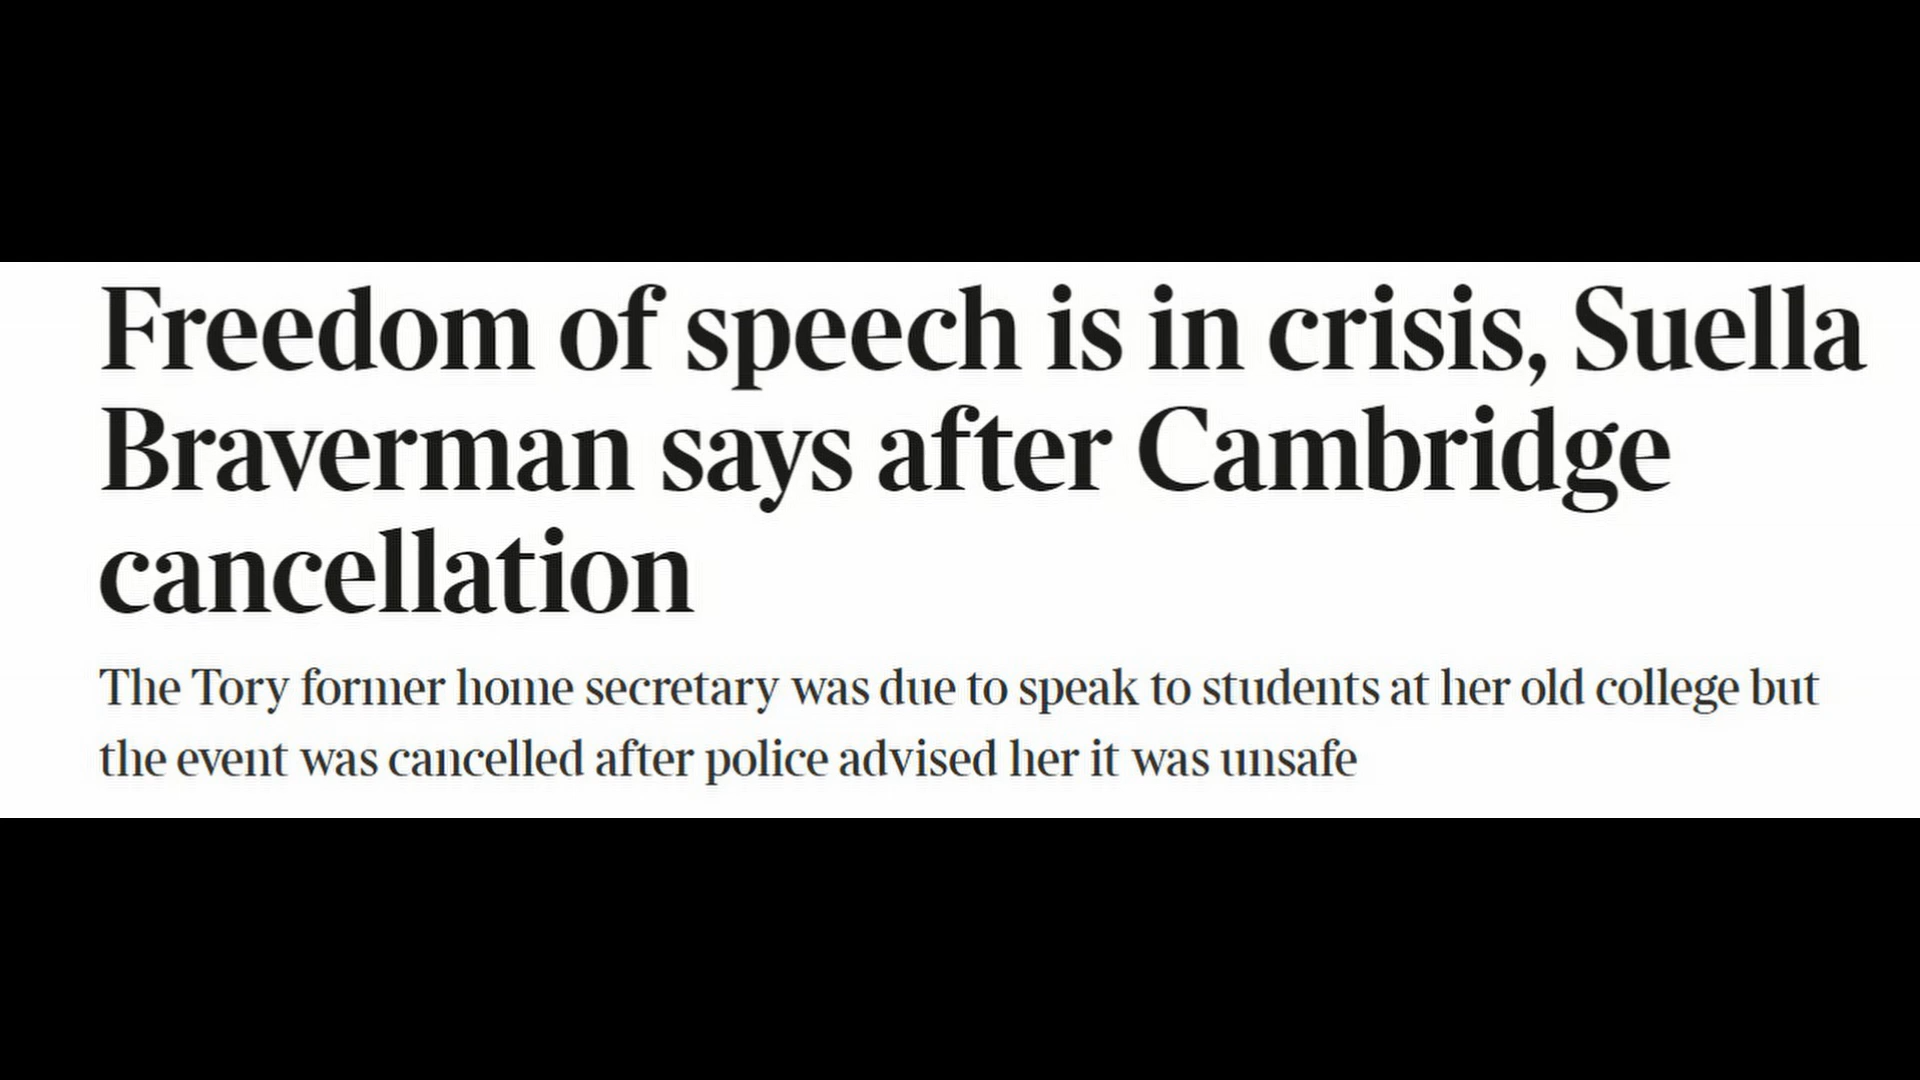 Freedom of speech is in crisis, Suella
Braverman says after Cambridge
cancellation
The Tory former home secretary was due to speak to students at her old college but
the event was cancelled after police advised her it was unsafe